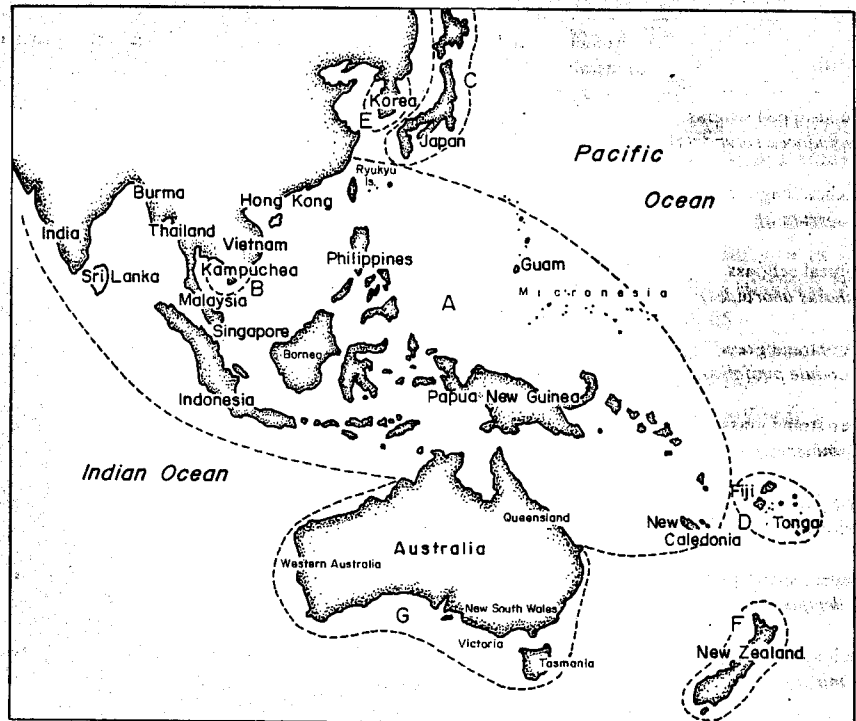 Korea
C
E
Japan
Pacific
Ocean
Ryukyu
Is.
Burma
Hong Kong
India
Thailand
Vietnam
Sri Lanka
Kampuchea
B
Philippines
Guam
Micronesia
Malaysia
A
Singapore
Borneo
Indonesia
Papua New Guinea
Indian Ocean
Fiji
D
Tonga
New
Caledonia
Queensland
Australia
Western Australia
New South Wales
G
Victoria
Tasmania
F
New Zealand